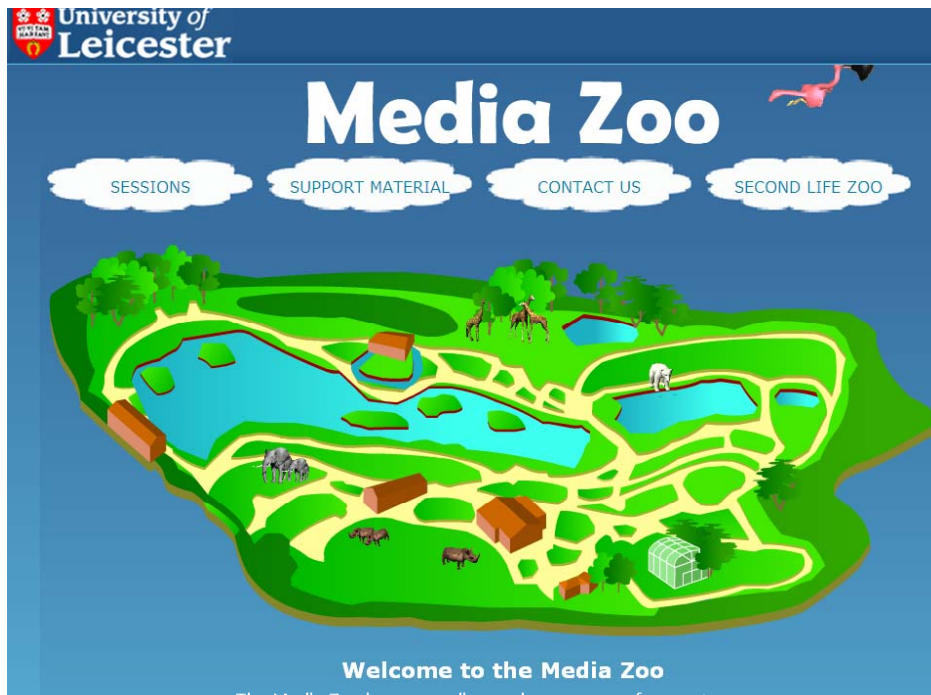 University of
Leicester
Media Zoo
SESSIONS
SUPPORT MATERIAL
CONTACT US
SECOND LIFE ZOO
Welcome to the Media Zoo